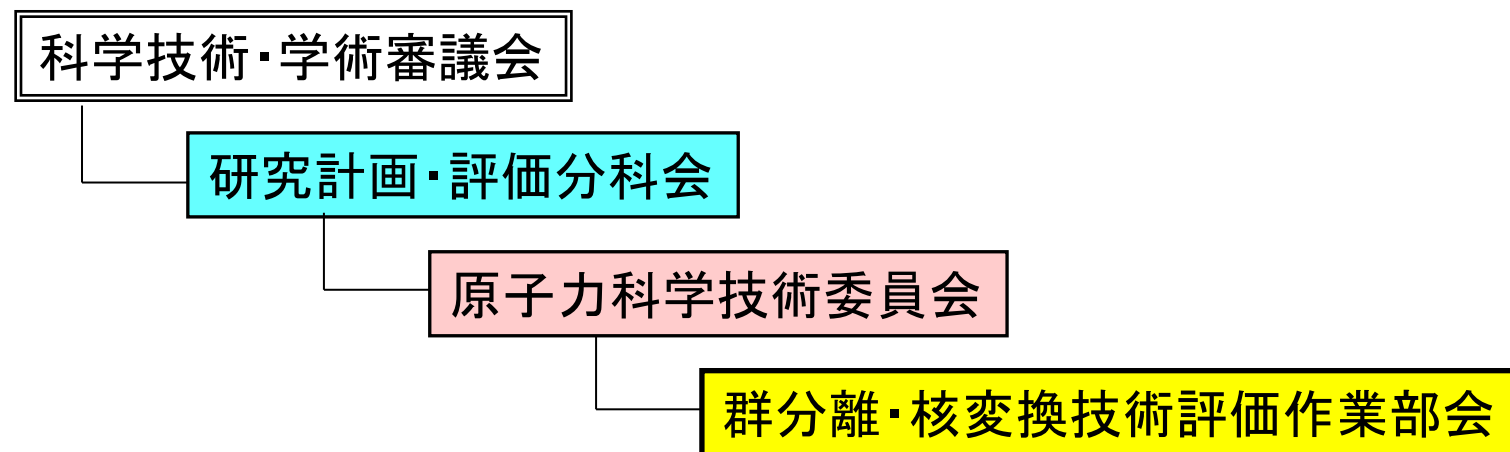 科学技術・学術審議会
研究計画・評価分科会
原子力科学技術委員会
群分離・核変換技術評価作業部会